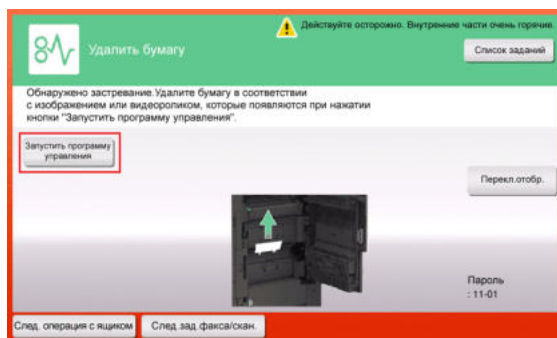 Действуйте осторожно. Внутренние части очень горячие.
Удалить бумагу
Список заданий
Обнаружено застревание.Удалите бумагу в соответствии
с изображением или видеороликом, которые появляются при нажатии
кнопки "Запустить программу управления".
Запустить программу
управления
Перекл.отобр.
Пароль
: 11-01
След. операция с ящиком
След.зад.факса/скан.